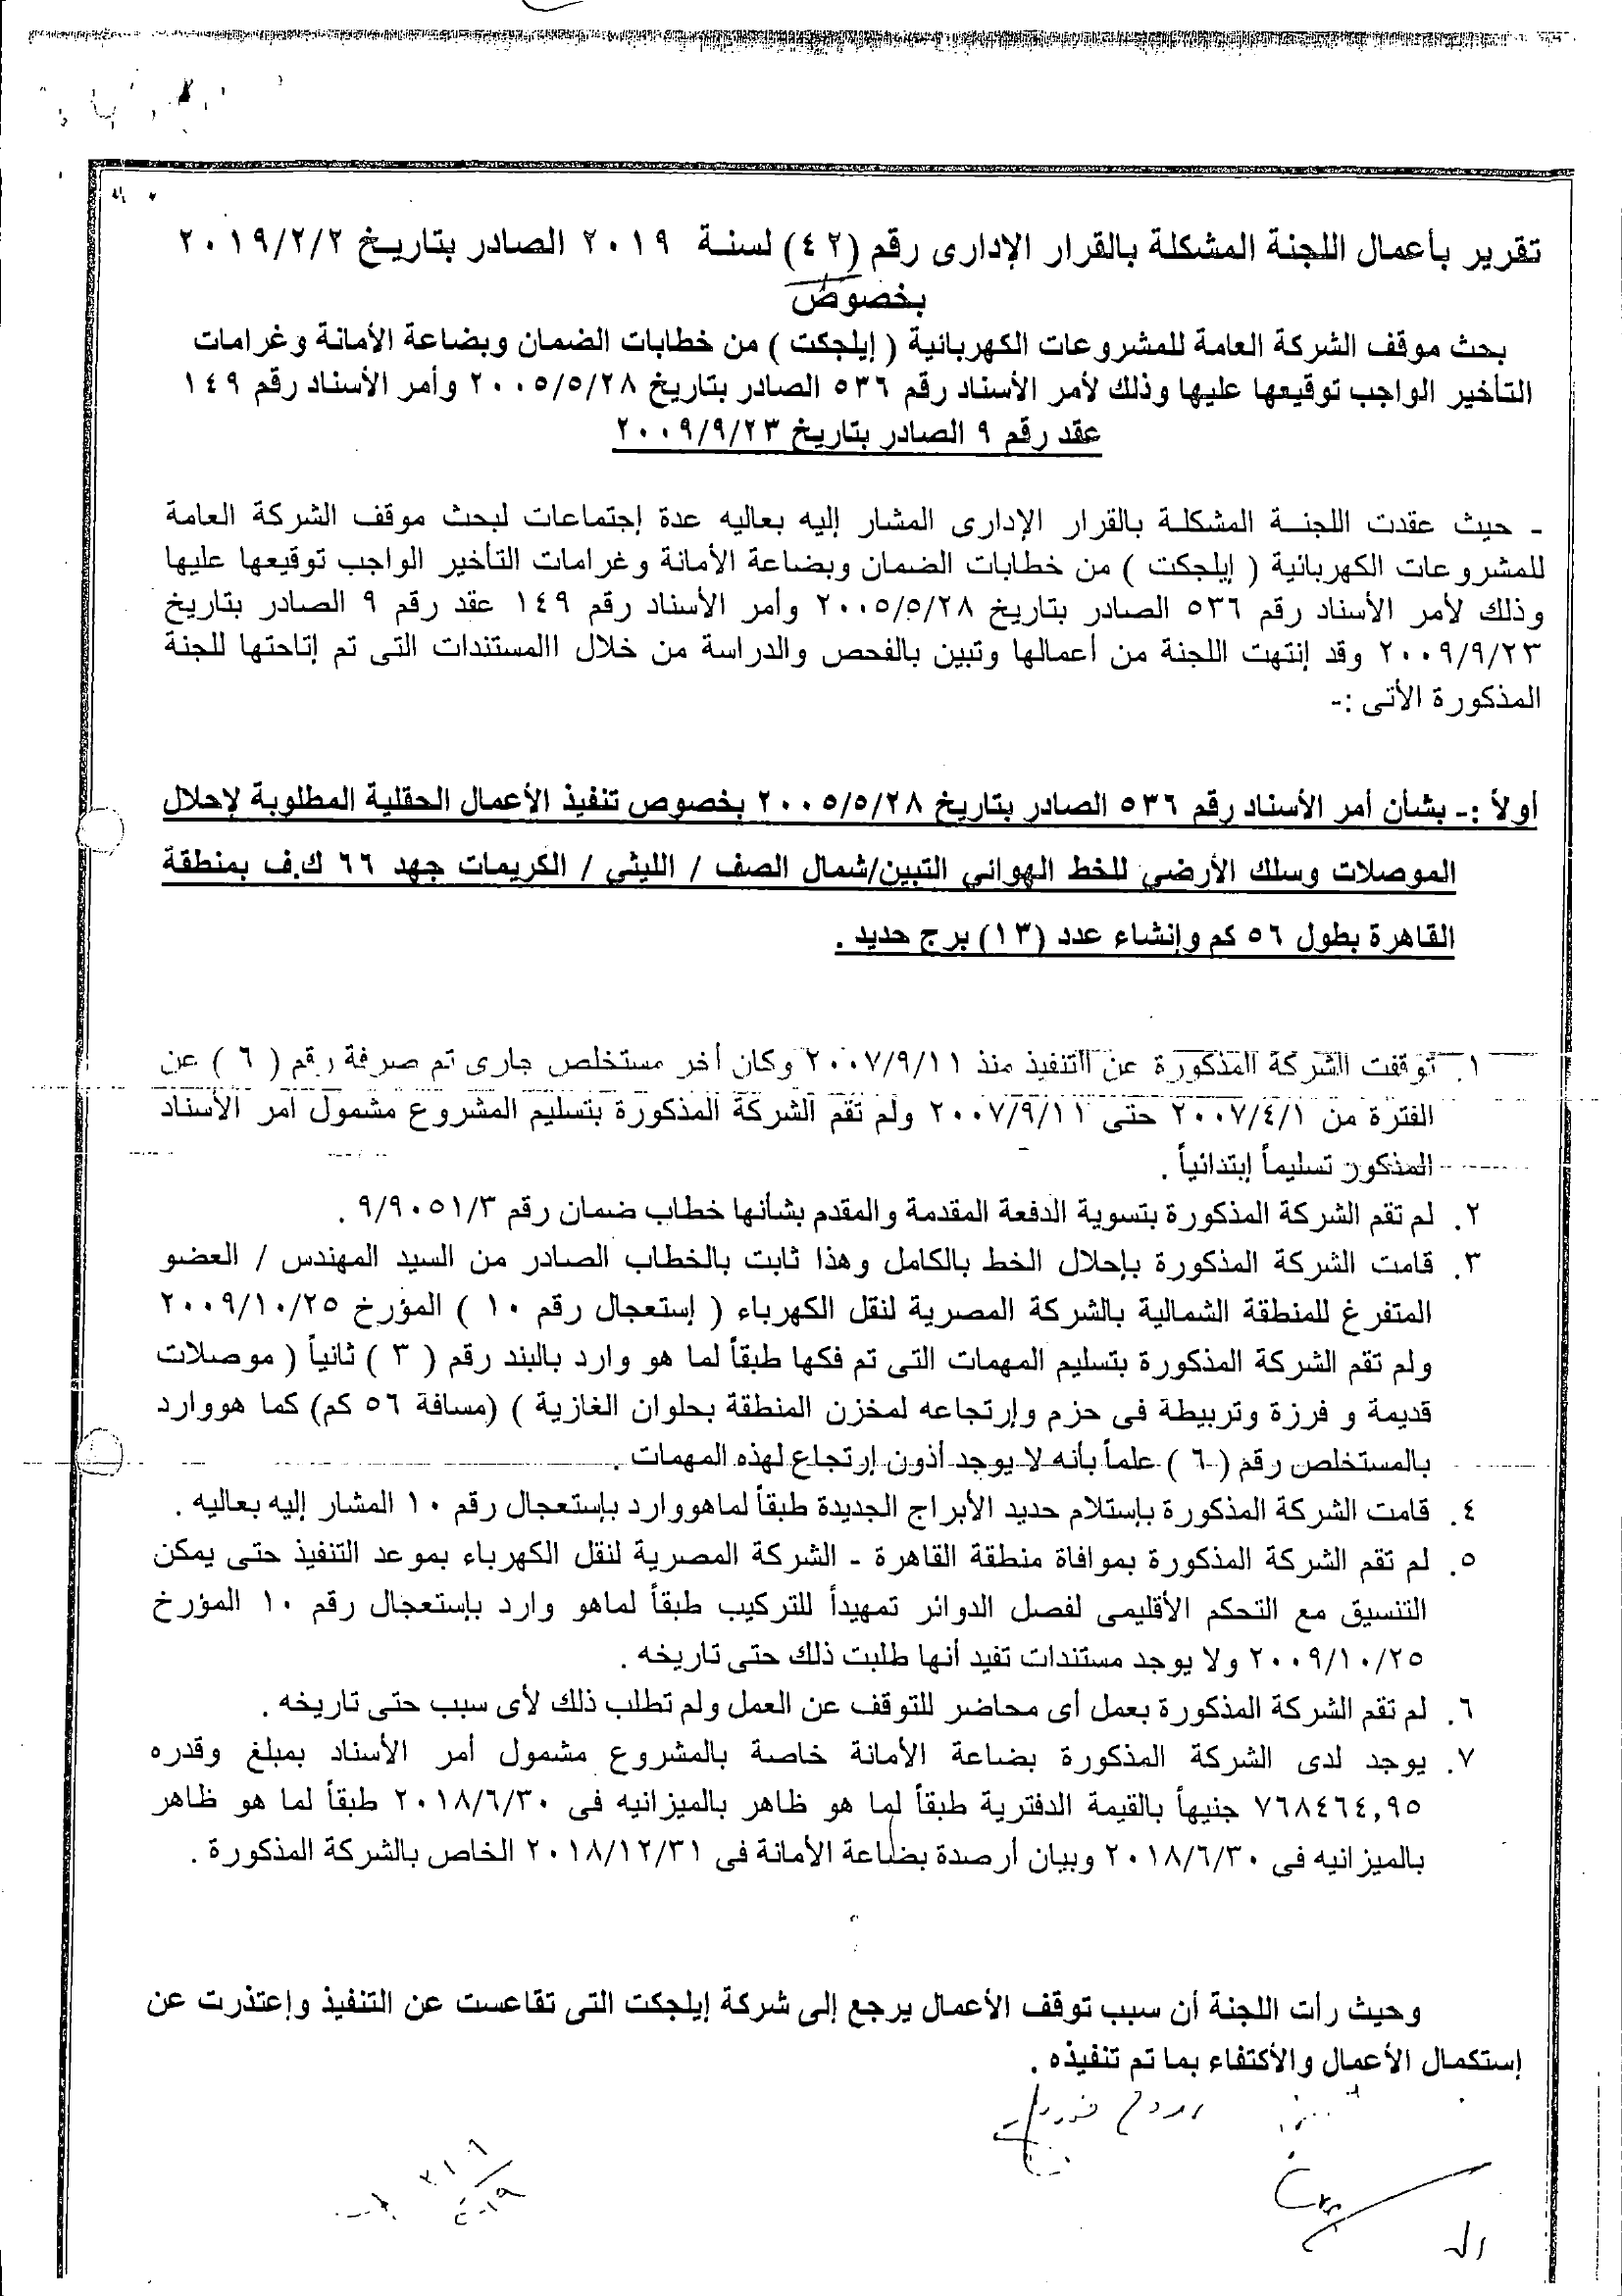 تقرير بأعمال اللجنة المشكلة بالقرار الإدارى رقم (٤٢) لسنة ٢٠١٩ الصادر بتاريخ ٢٠١٩/٢/٢
بخصوص
بحث موقف الشركة العامة للمشروعات الكهربائية ( إيلجكت ) من خطابات الضمان وبضاعة الأمانة وغرامات
التأخير الواجب توقيعها عليها وذلك لأمر الأسناد رقم ٥٣٦ الصادر بتاريخ ٢٠٠٥/٥/٢٨ وأمر الأسناد رقم ١٤٩
عقد رقم ٩ الصادر بتاريخ ٢٠٠٩/٩/٢٣
- حيث عقدت اللجنة المشكلة بالقرار الإدارى المشار إليه بعاليه عدة إجتماعات لبحث موقف الشركة العامة
للمشروعات الكهربائية ( إيلجكت ) من خطابات الضمان وبضاعة الأمانة وغرامات التأخير الواجب توقيعها عليها
وذلك لأمر الأسناد رقم ٥٣٦ الصادر بتاريخ ٢٠٠٥/٥/٢٨ وأمر الأسناد رقم ١٤٩ عقد رقم ٩ الصادر بتاريخ
٢٠٠٩/٩/٢٣ وقد إنتهت اللجنة من أعمالها وتبين بالفحص والدراسة من خلال االمستندات التى تم إتاحتها للجنة
المذكورة الأتى :-
أولاً :- بشأن أمر الأسناد رقم ٥٣٦ الصادر بتاريخ ٢٠٠٥/٥/٢٨ بخصوص تنفيذ الأعمال الحقلية المطلوبة لإحلال
الموصلات وسلك الأرضي للخط الهوائي التبين/شمال الصف / الليثي / الكريمات جهد ٦٦ ك.ف بمنطقة
القاهرة بطول ٥٦ كم وإنشاء عدد (١٣) برج حديد .
١. توقفت الشركة المذكورة عن التنفيذ منذ ٢٠٠٧/٩/١١ وكان أخر مستخلص جارى تم صرفة رقم ( ٦ ) عن
الفترة من ٢٠٠٧/٤/١ حتى ٢٠٠٧/٩/١١ ولم تقم الشركة المذكورة بتسليم المشروع مشمول أمر الأسناد
المذكور تسليماً إبتدائياً .
٢. لم تقم الشركة المذكورة بتسوية الدفعة المقدمة والمقدم بشأنها خطاب ضمان رقم ٩/٩٠٥١/٣ .
٣. قامت الشركة المذكورة بإحلال الخط بالكامل وهذا ثابت بالخطاب الصادر من السيد المهندس / العضو
المتفرغ للمنطقة الشمالية بالشركة المصرية لنقل الكهرباء ( إستعجال رقم ١٠ ) المؤرخ ٢٠٠٩/١٠/٢٥
ولم تقم الشركة المذكورة بتسليم المهمات التى تم فكها طبقاً لما هو وارد بالبند رقم ( ٣ ) ثانياً ( موصلات
قديمة و فرزة وتربيطة فى حزم وإرتجاعه لمخزن المنطقة بحلوان الغازية ) (مسافة ٥٦ كم) كما هووارد
بالمستخلص رقم ( ٦ ) علماً بأنه لا يوجد أذون إرتجاع لهذه المهمات .
٤. قامت الشركة المذكورة بإستلام حديد الأبراج الجديدة طبقاً لماهووارد بإستعجال رقم ١٠ المشار إليه بعاليه .
٥. لم تقم الشركة المذكورة بموافاة منطقة القاهرة - الشركة المصرية لنقل الكهرباء بموعد التنفيذ حتى يمكن
التنسيق مع التحكم الأقليمى لفصل الدوائر تمهيداً للتركيب طبقاً لماهو وارد بإستعجال رقم ١٠ المؤرخ
٢٠٠٩/١٠/٢٥ ولا يوجد مستندات تفيد أنها طلبت ذلك حتى تاريخه .
٦. لم تقم الشركة المذكورة بعمل أى محاضر للتوقف عن العمل ولم تطلب ذلك لأى سبب حتى تاريخه .
٧. يوجد لدى الشركة المذكورة بضاعة الأمانة خاصة بالمشروع مشمول أمر الأسناد بمبلغ وقدره
٧٦٨٤٦٤,٩٥ جنيهاً بالقيمة الدفترية طبقاً لما هو ظاهر بالميزانيه فى ٢٠١٨/٦/٣٠ طبقاً لما هو ظاهر
بالميزانيه فى ٢٠١٨/٦/٣٠ وبيان أرصدة بضاعة الأمانة فى ٢٠١٨/١٢/٣١ الخاص بالشركة المذكورة .
وحيث رأت اللجنة أن سبب توقف الأعمال يرجع إلى شركة إيلجكت التى تقاعست عن التنفيذ وإعتذرت عن
إستكمال الأعمال والأكتفاء بما تم تنفيذه .